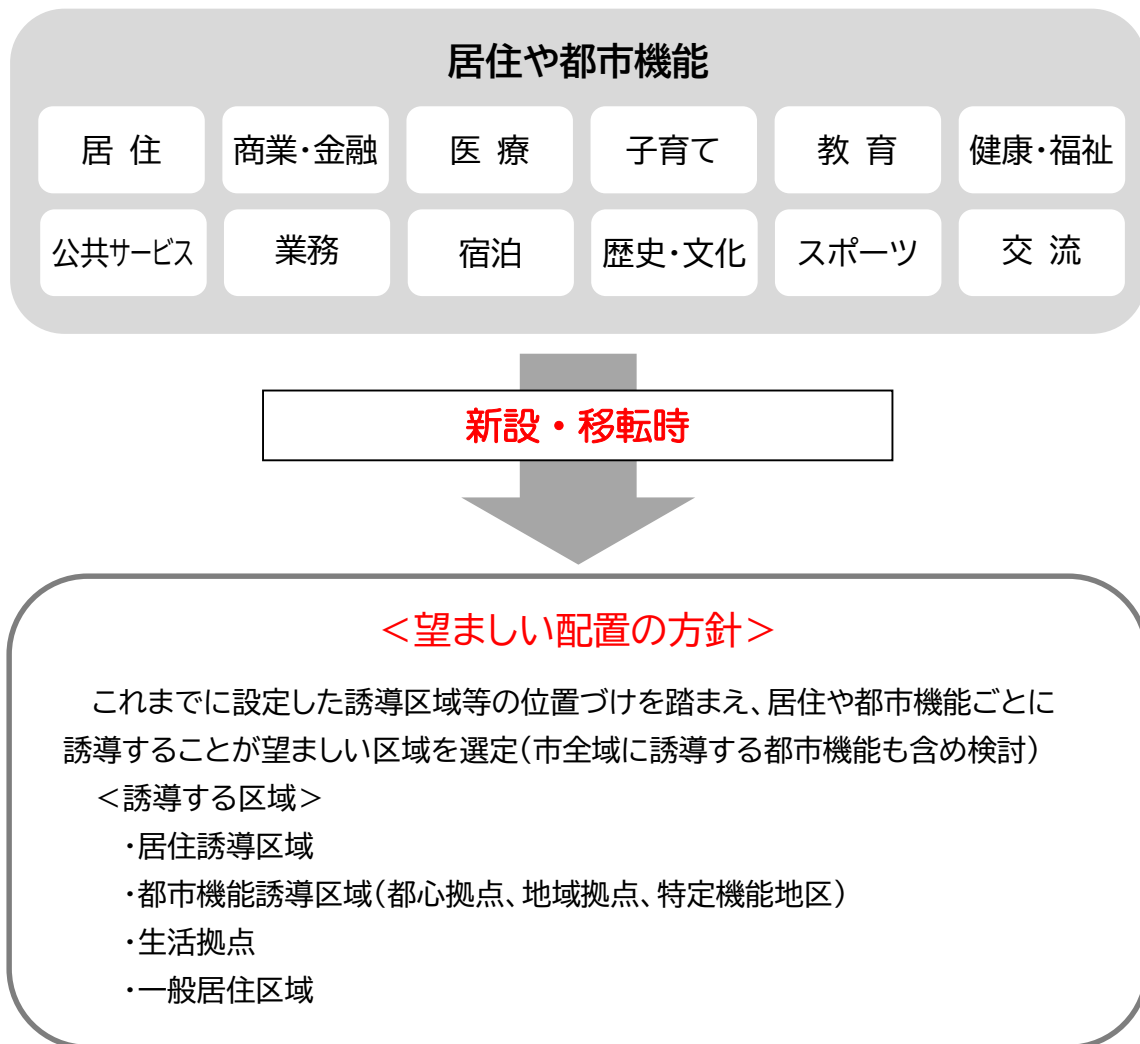 居住や都市機能
居 住 商業・金融 医 療 子育て 教 育 健康・福祉
公共サービス 業務 宿泊 歴史・文化 スポーツ 交 流
新設・移転時
＜望ましい配置の方針＞
これまでに設定した誘導区域等の位置づけを踏まえ、居住や都市機能ごとに
誘導することが望ましい区域を選定（市全域に誘導する都市機能も含め検討）
＜誘導する区域＞
・居住誘導区域
・都市機能誘導区域（都心拠点、地域拠点、特定機能地区）
・生活拠点
・一般居住区域